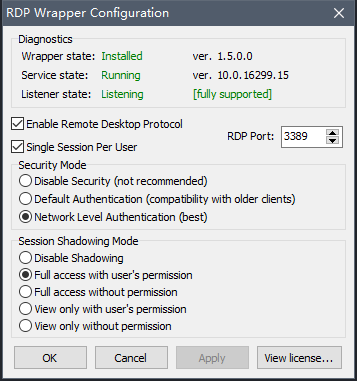 RDP Wrapper Configuration
Diagnostics
Wrapper state: Installed ver. 1.5.0.0
Service state: Running ver. 10.0.16299.15
Listener state: Listening [fully supported]
Enable Remote Desktop Protocol
RDP Port: 3389
Single Session Per User
Security Mode
Disable Security (not recommended)
Default Authentication (compatibility with older clients)
Network Level Authentication (best)
Session Shadowing Mode
Disable Shadowing
Full access with user's permission
Full access without permission
View only with user's permission
View only without permission
OK Cancel Apply View license...